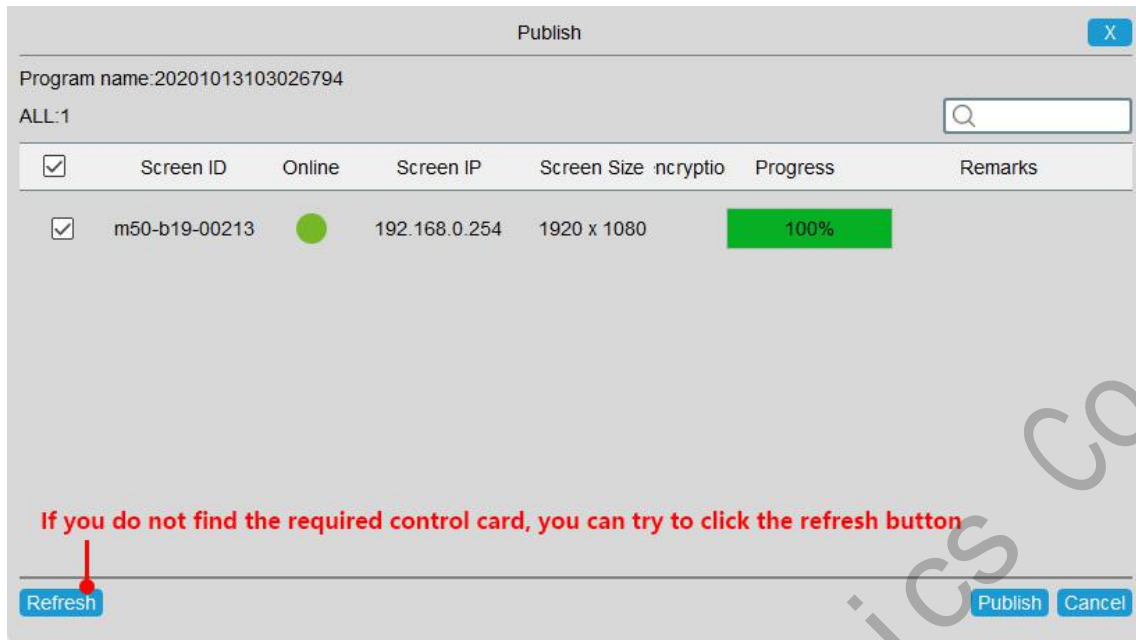 Publish
X
Program name:20201013103026794
ALL:1
Screen ID Online Screen IP Screen Size ncryptio Progress Remarks
m50-b19-00213 192.168.0.254 1920 x 1080 100%
If you do not find the required control card, you can try to click the refresh button
Refresh
Publish Cancel
ics Co